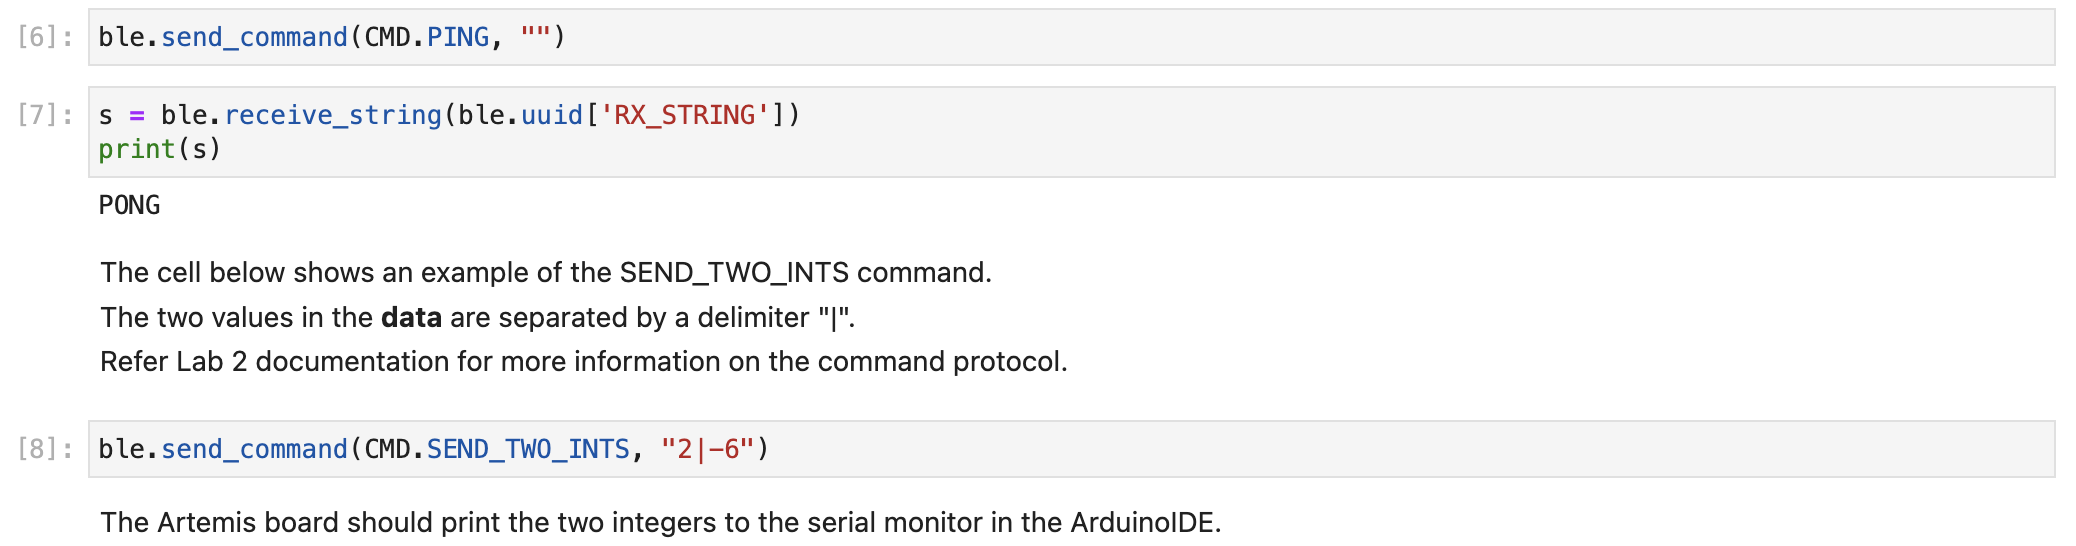 [6]: ble.send_command(CMD.PING, "")
[7]: s = ble.receive_string(ble.uuid['RX_STRING'])
print(s)
PONG
The cell below shows an example of the SEND_TWO_INTS command.
The two values in the data are separated by a delimiter "|".
Refer Lab 2 documentation for more information on the command protocol.
[8]: ble.send_command(CMD.SEND_TWO_INTS, "2|-6")
The Artemis board should print the two integers to the serial monitor in the ArduinoIDE.